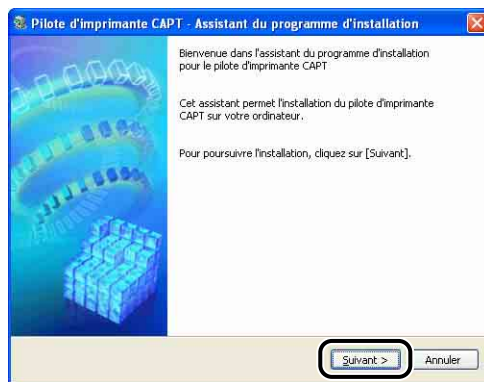 Pilote d'imprimante CAPT - Assistant du programme d'installation
Bienvenue dans l'assistant du programme d'installation
pour le pilote d'imprimante CAPT
Cet assistant permet l'installation du pilote d'imprimante
CAPT sur votre ordinateur.
Pour poursuivre l'installation, cliquez sur [Suivant].
Suivant > Annuler